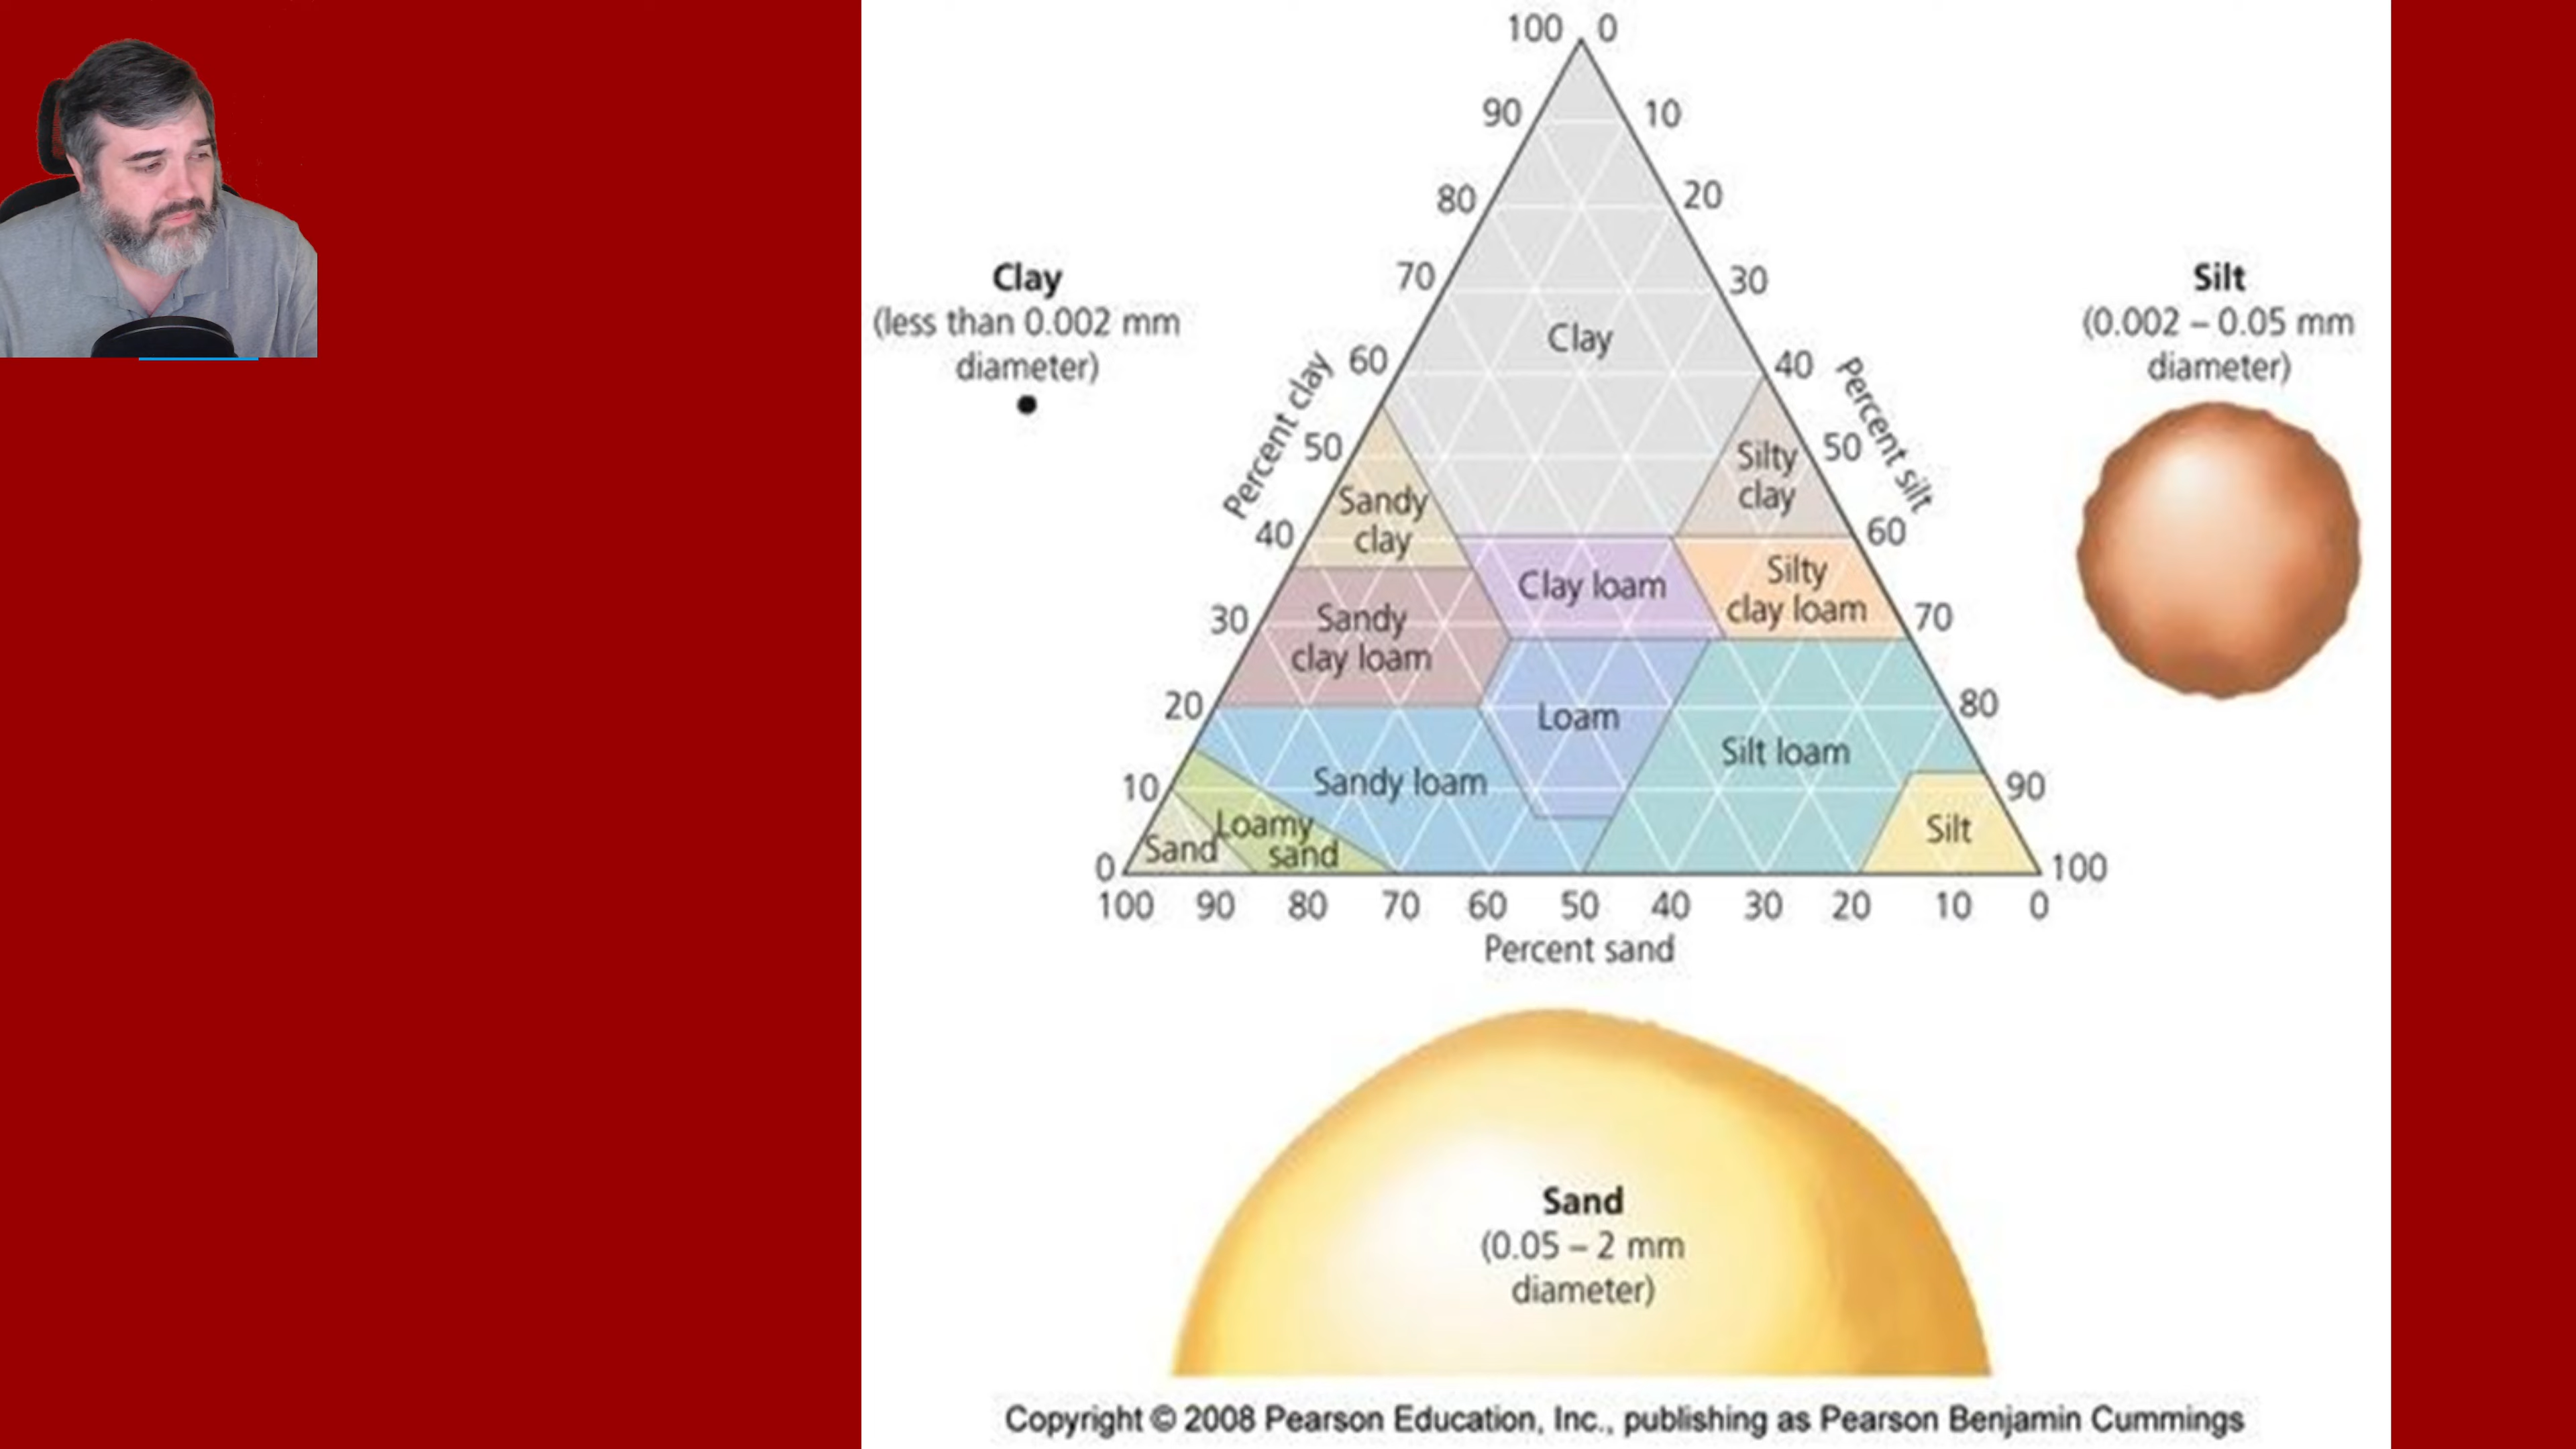 100 0
90 10
80 20
Clay
(less than 0.002 mm
diameter)
70 30
Silt
(0.002 – 0.05 mm
diameter)
Clay
60 40
Percent clay
Percent silt
50 50
Silty
clay
Sandy
clay
40 60
Clay loam
Silty
clay loam
30 70
Sandy
clay loam
20 80
Loam
Silt loam
10 90
Sandy loam
Loamy
sand
Sand
Silt
0 100
100 90 80 70 60 50 40 30 20 10 0
Percent sand
Sand
(0.05 – 2 mm
diameter)
Copyright © 2008 Pearson Education, Inc., publishing as Pearson Benjamin Cummings